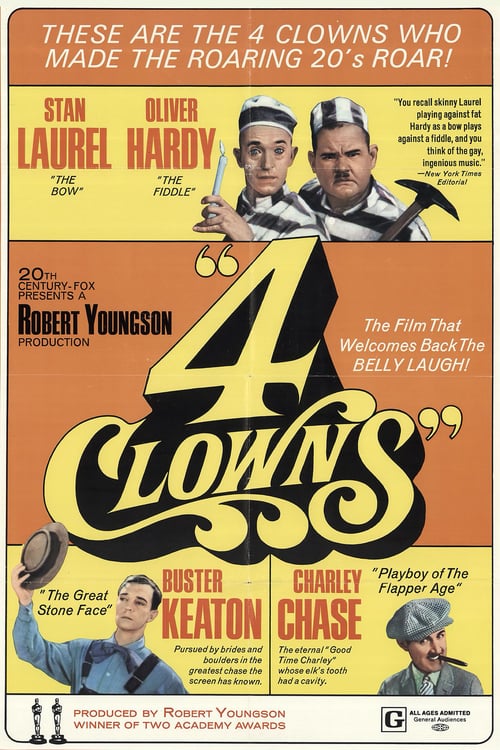 THESE ARE THE 4 CLOWNS WHO
MADE THE ROARING 20's ROAR!
STAN
LAUREL
"THE
BOW"
OLIVER
HARDY
"THE
FIDDLE"
"You recall skinny Laurel
playing against fat
Hardy as a bow plays
against a fiddle, and you
think of the gay,
ingenious music."
—New York Times
Editorial
20TH
CENTURY-FOX
PRESENTS A
ROBERT YOUNGSON
PRODUCTION
"4
CLOWNS"
The Film That
Welcomes Back The
BELLY LAUGH!
"The Great
Stone Face"
BUSTER
KEATON
Pursued by brides and
boulders in the
greatest chase the
screen has known.
CHARLEY
CHASE
The eternal "Good
Time Charley"
whose elk's tooth
had a cavity.
"Playboy of The
Flapper Age"
PRODUCED BY ROBERT YOUNGSON
WINNER OF TWO ACADEMY AWARDS
G
ALL AGES ADMITTED
General Audiences